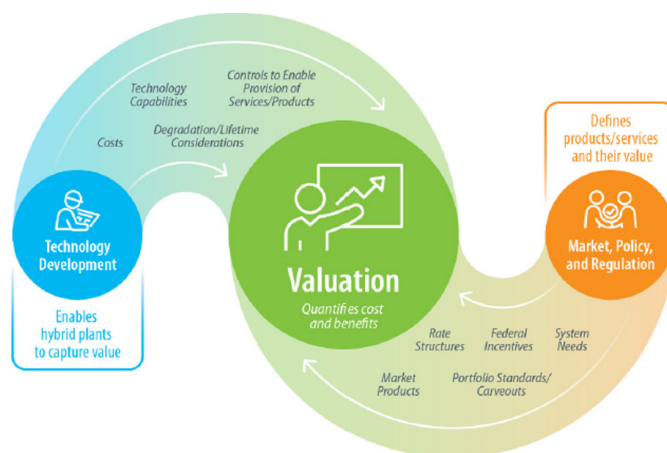 Technology
Capabilities
Controls to Enable
Provision of
Services/Products
Costs
Degradation/Lifetime
Considerations
Technology
Development
Enables
hybrid plants
to capture value
Valuation
Quantifies cost
and benefits
Defines
products/services
and their value
Market, Policy,
and Regulation
Rate
Structures
Federal
Incentives
System
Needs
Market
Products
Portfolio Standards/
Carveouts